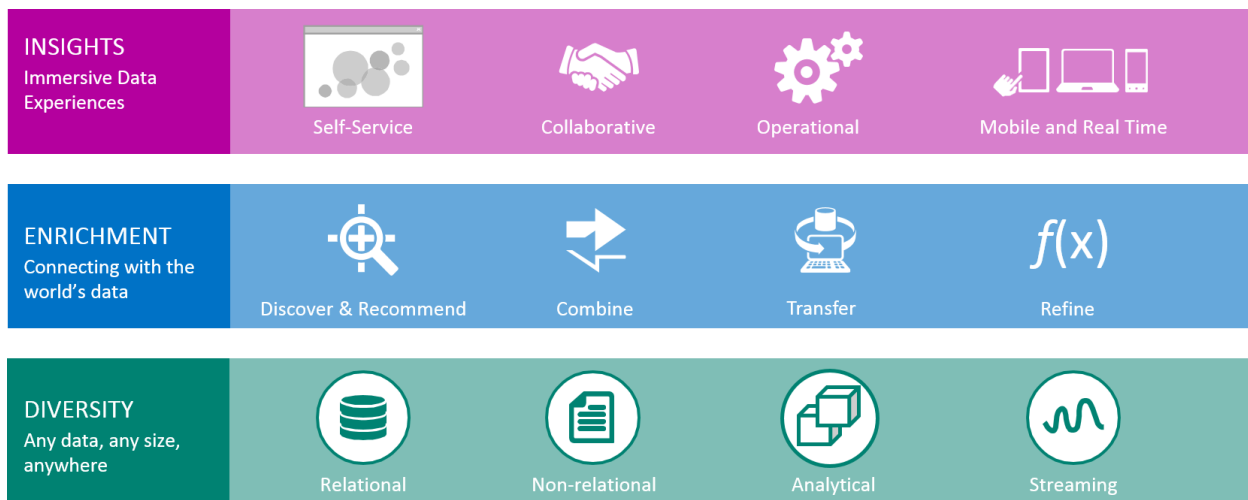 INSIGHTS
Immersive Data
Experiences
Self-Service
Collaborative
Operational
Mobile and Real Time
ENRICHMENT
Connecting with the
world’s data
f(x)
Discover & Recommend
Combine
Transfer
Refine
DIVERSITY
Any data, any size,
anywhere
Relational
Non-relational
Analytical
Streaming